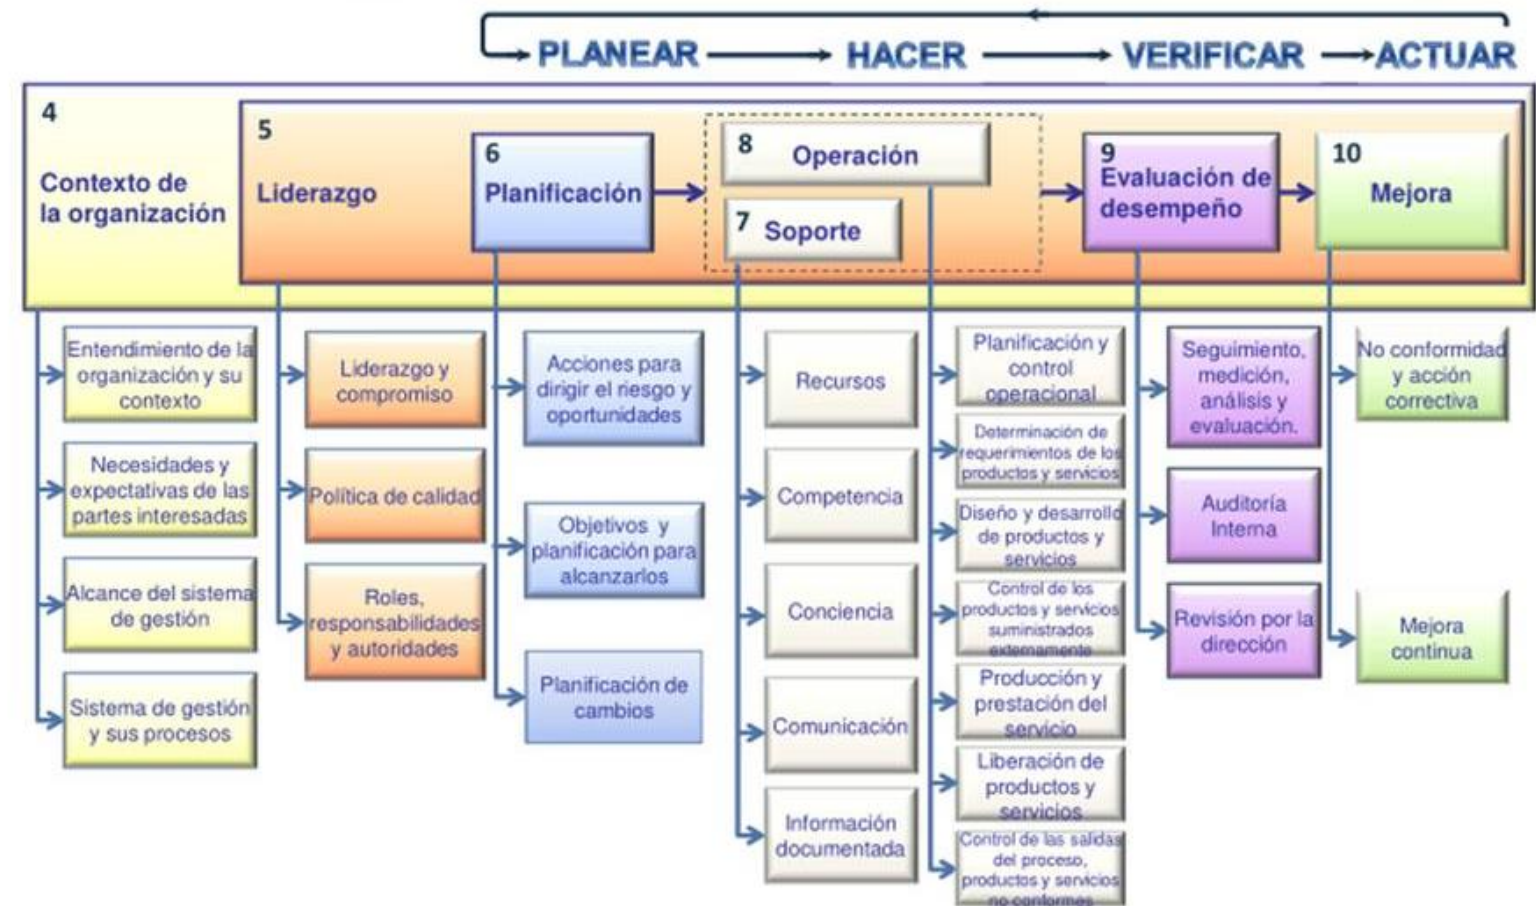 PLANEAR
HACER
VERIFICAR
ACTUAR
4
Contexto de
la organización
5
Liderazgo
6
Planificación
8
Operación
7
Soporte
9
Evaluación de
desempeño
10
Mejora
Entendimiento de la
organización y su
contexto
Necesidades y
expectativas de las
partes interesadas
Alcance del sistema
de gestión
Sistema de gestión
y sus procesos
Liderazgo y
compromiso
Política de calidad
Roles,
responsabilidades
y autoridades
Acciones para
dirigir el riesgo y
oportunidades
Objetivos y
planificación para
alcanzarlos
Planificación de
cambios
Recursos
Competencia
Conciencia
Comunicación
Información
documentada
Planificación y
control
operacional
Determinación de
requerimientos de los
productos y servicios
Diseño y desarrollo
de productos y
servicios
Control de los
productos y servicios
suministrados
externamente
Producción y
prestación del
servicio
Liberación de
productos y
servicios
Control de las salidas
del proceso,
productos y servicios
no conformes
Seguimiento,
medición,
análisis y
evaluación.
Auditoría
Interna
Revisión por la
dirección
No conformidad
y acción
correctiva
Mejora
continua